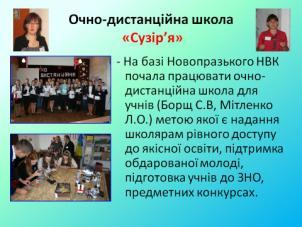 Очно-дистанційна школа
«Сузір’я»
- На базі Новопразького НВК
почала працювати очно-
дистанційна школа для
учнів (Борщ С.В, Мітленко
Л.О.) метою якої є надання
школярам рівного доступу
до якісної освіти, підтримка
обдарованої молоді,
підготовка учнів до ЗНО,
предметних конкурсах.